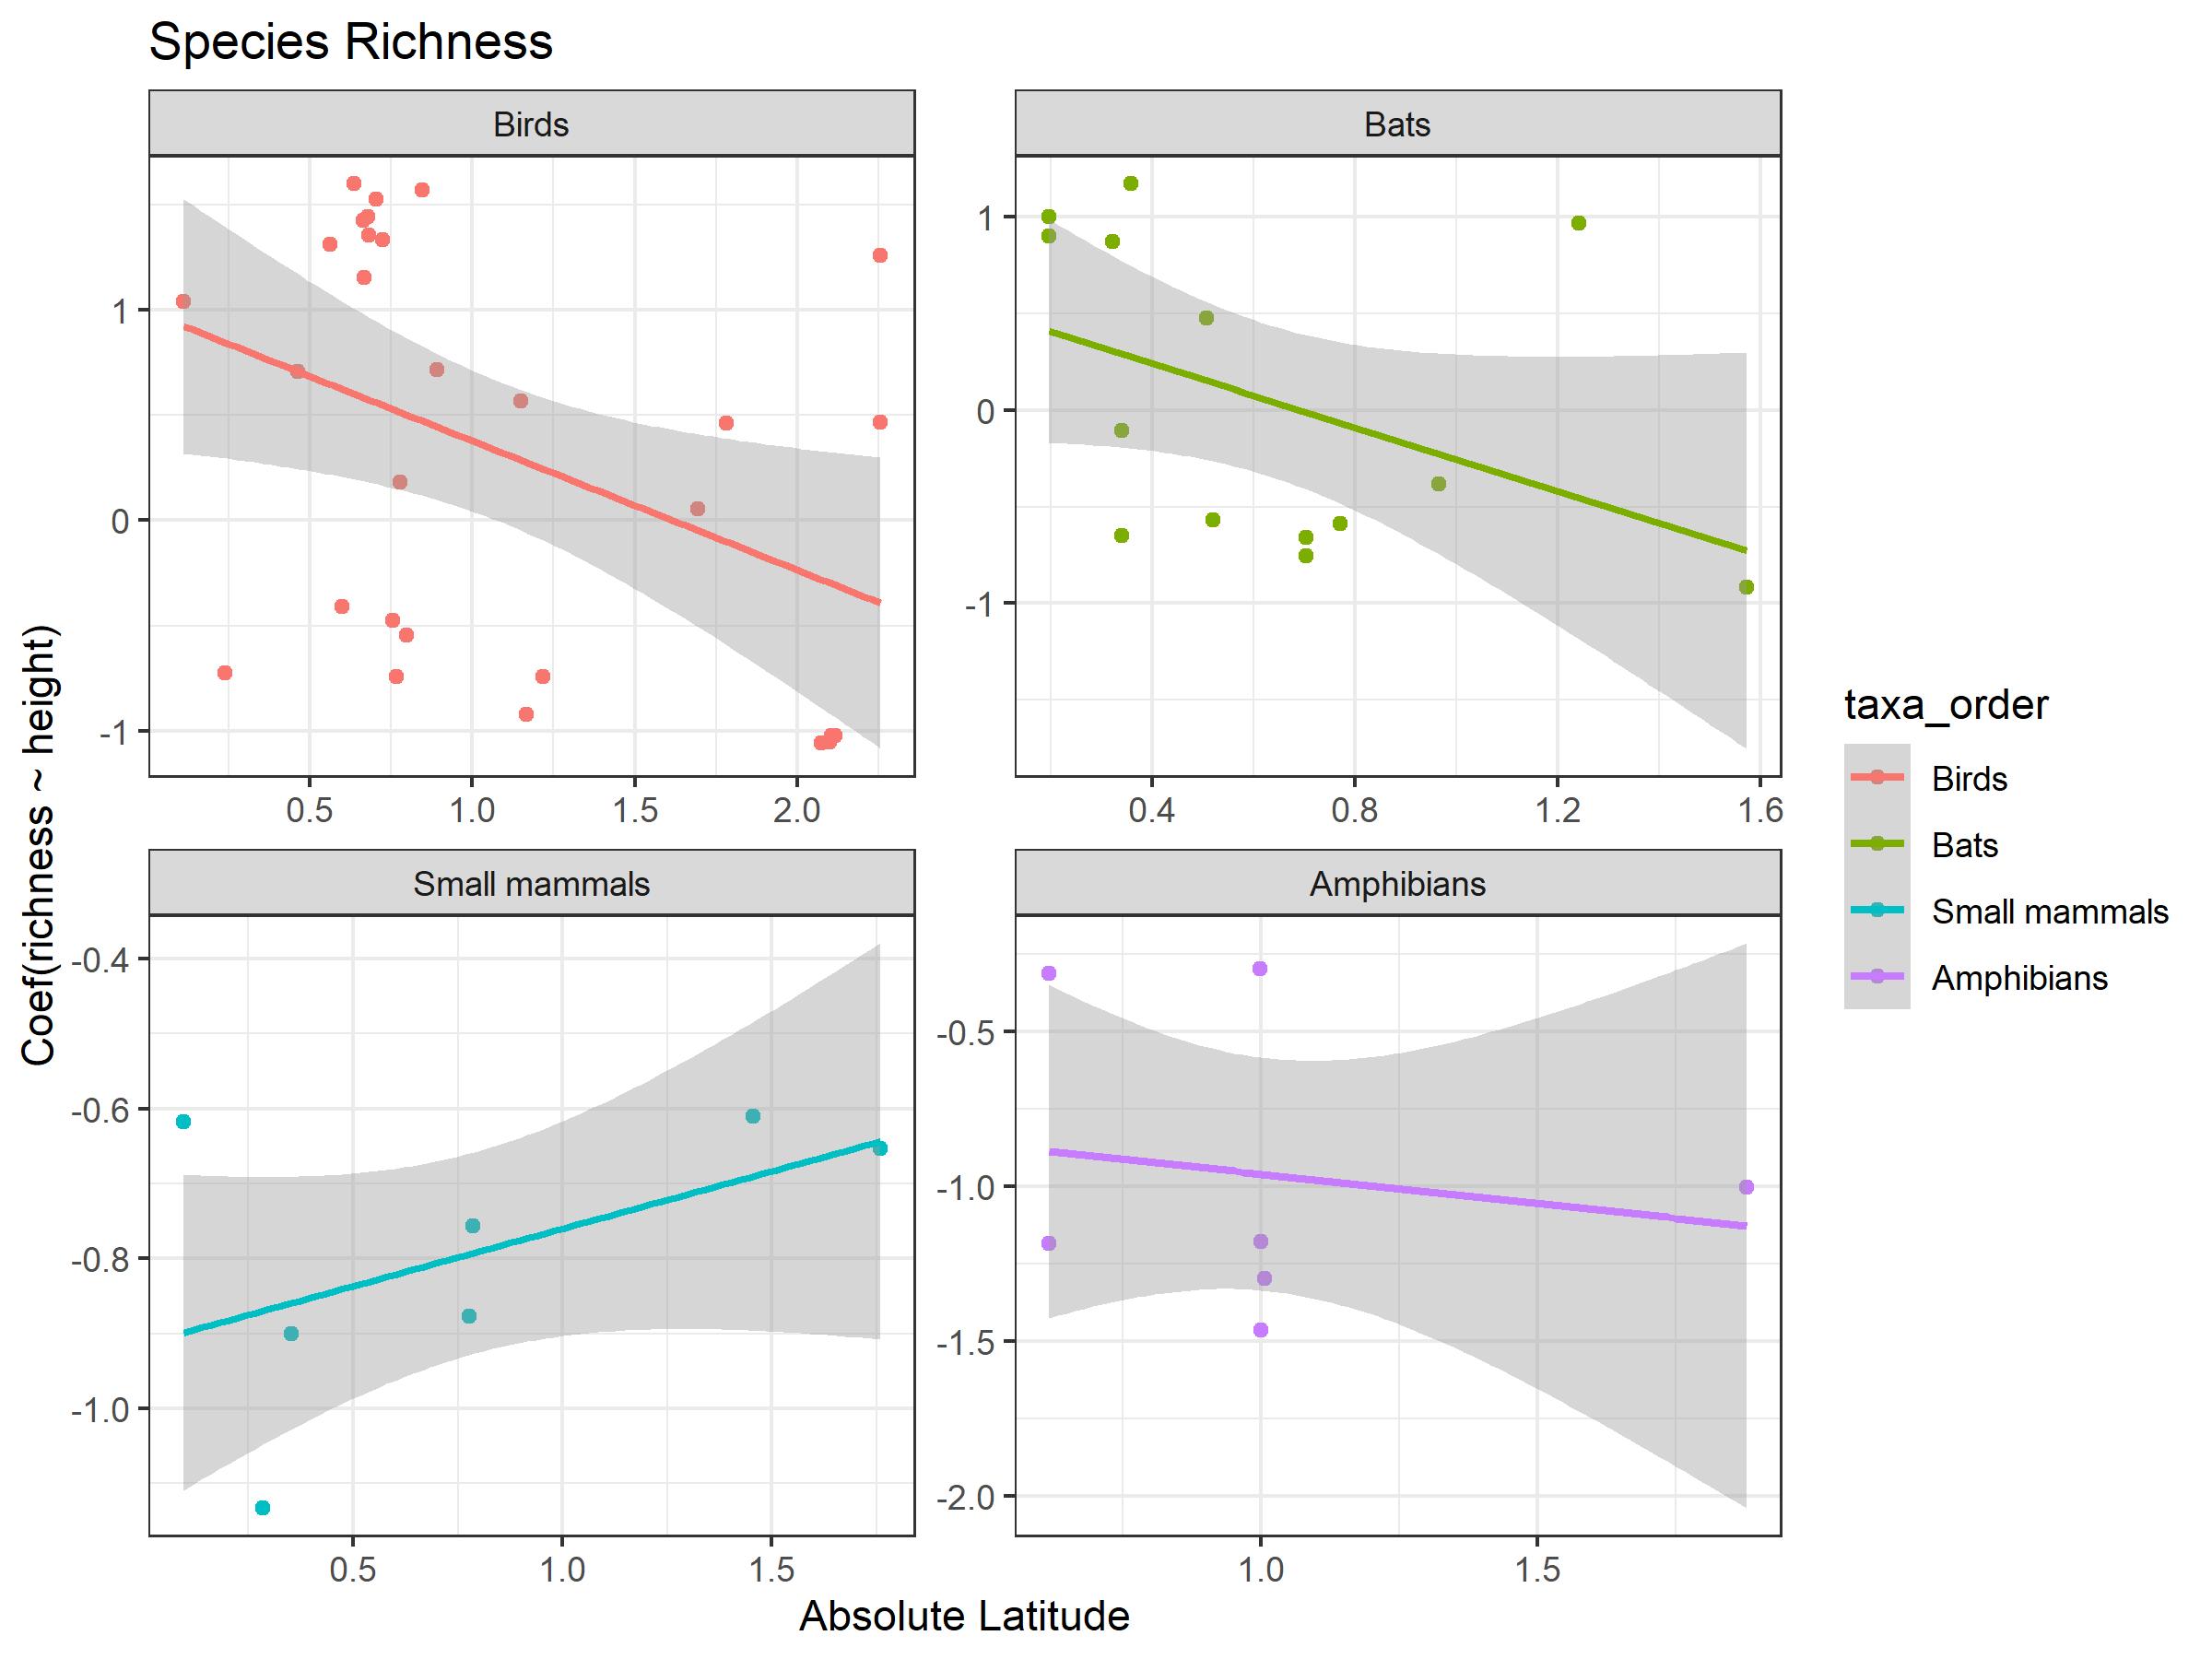 Species Richness
Birds
Bats
1
0
-1
0.5 1.0 1.5 2.0
1
0
-1
0.4 0.8 1.2 1.6
Small mammals
Amphibians
-0.4
-0.6
-0.8
-1.0
0.5 1.0 1.5
-0.5
-1.0
-1.5
-2.0
1.0 1.5
Coef(richness ~ height)
Absolute Latitude
taxa_order
Birds
Bats
Small mammals
Amphibians